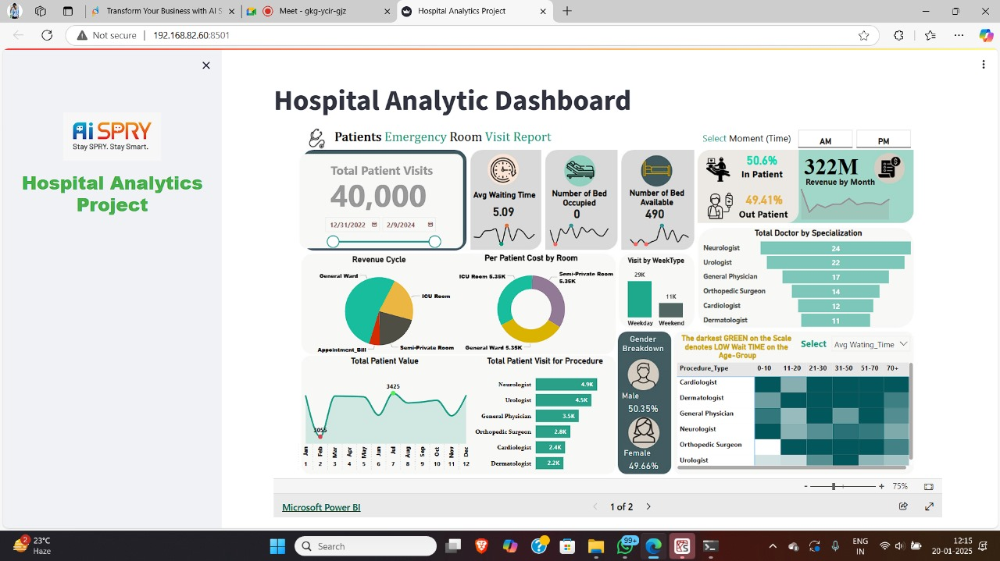 Transform Your Business with AI S
Meet - gkg-yirj-rgz
Hospital Analytics Project
Not secure
192.168.82.60:8501
Ai SPRY
Stay SPRY. Stay Smart.
Hospital Analytics
Project
Hospital Analytic Dashboard
Patients Emergency Room Visit Report
Select Moment (Time)
AM
PM
Total Patient Visits
40,000
12/31/2022
2/9/2024
Avg Waiting Time
5.09
Number of Bed
Occupied
0
Number of Bed
Available
490
50.6%
In Patient
49.41%
Out Patient
322M
Revenue by Month
Revenue Cycle
General Ward
ICU Room
Appointment_Bill
Semi-Private Room
Per Patient Cost by Room
ICU Room 5.35K
Semi-Private Room
5.35K
General Ward 5.35K
Visit by WeekType
29K
11K
Weekday
Weekend
Total Doctor by Specialization
Neurologist 24
Urologist 22
General Physician 17
Orthopedic Surgeon 14
Cardiologist 12
Dermatologist 11
Total Patient Value
3425
3055
Jan Feb Mar Apr May Jun Jul Aug Sep Oct Nov Dec
1 2 3 4 5 6 7 8 9 10 11 12
Total Patient Visit for Procedure
Neurologist 4.9K
Urologist 4.5K
General Physician 3.5K
Orthopedic Surgeon 2.8K
Cardiologist 2.4K
Dermatologist 2.2K
Gender
Breakdown
Male
50.35%
Female
49.66%
The darkest GREEN on the Scale
denotes LOW Wait TIME on the
Age-Group
Select
Avg Wating_Time
Procedure_Type 0-10 11-20 21-30 31-50 51-70 70+
Cardiologist
Dermatologist
General Physician
Neurologist
Orthopedic Surgeon
Urologist
- + 75%
Microsoft Power BI
1 of 2
2
23°C
Haze
Search
99+
ENG
IN
12:15
20-01-2025